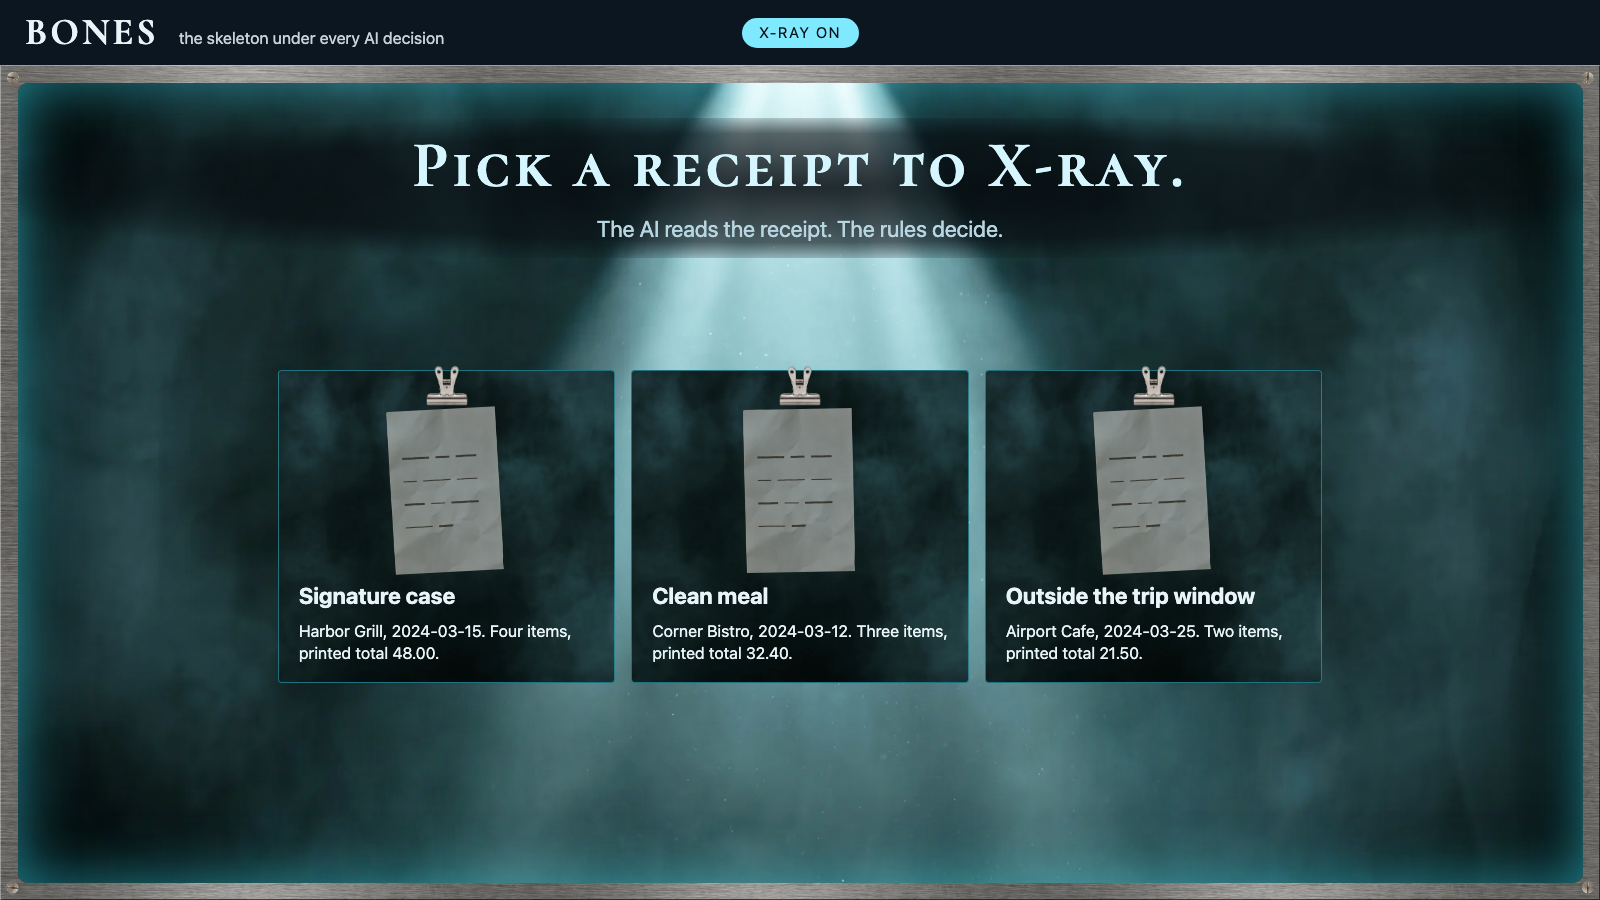 BONES
the skeleton under every AI decision
X-RAY ON
Pick a receipt to X-ray.
The AI reads the receipt. The rules decide.
Signature case
Harbor Grill, 2024-03-15. Four items,
printed total 48.00.
Clean meal
Corner Bistro, 2024-03-12. Three items,
printed total 32.40.
Outside the trip window
Airport Cafe, 2024-03-25. Two items,
printed total 21.50.